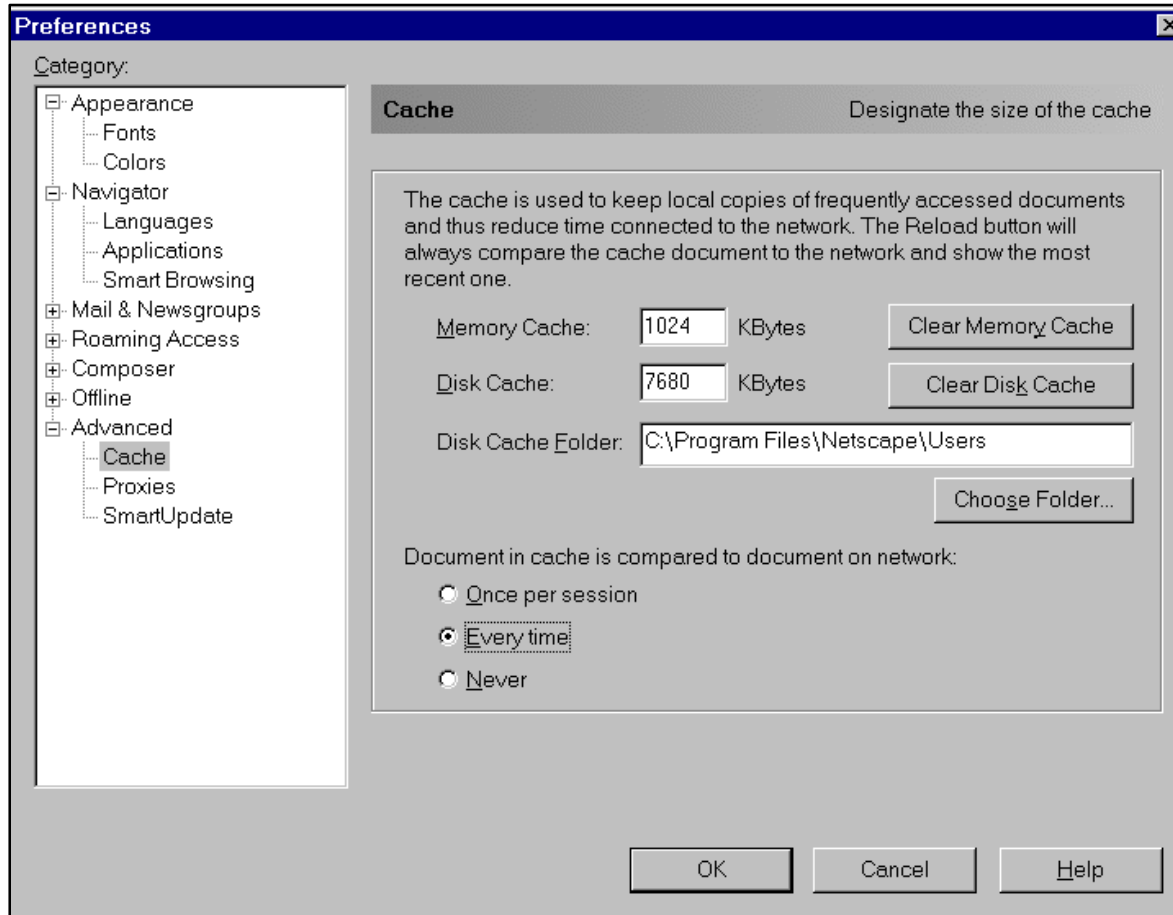 Preferences
Category:
Appearance
Fonts
Colors
Navigator
Languages
Applications
Smart Browsing
Mail & Newsgroups
Roaming Access
Composer
Offline
Advanced
Cache
Proxies
SmartUpdate
Cache Designate the size of the cache
The cache is used to keep local copies of frequently accessed documents
and thus reduce time connected to the network. The Reload button will
always compare the cache document to the network and show the most
recent one.
Memory Cache: 1024 KBytes Clear Memory Cache
Disk Cache: 7680 KBytes Clear Disk Cache
Disk Cache Folder: C:\Program Files\Netscape\Users
Choose Folder...
Document in cache is compared to document on network:
Once per session
Every time
Never
OK Cancel Help